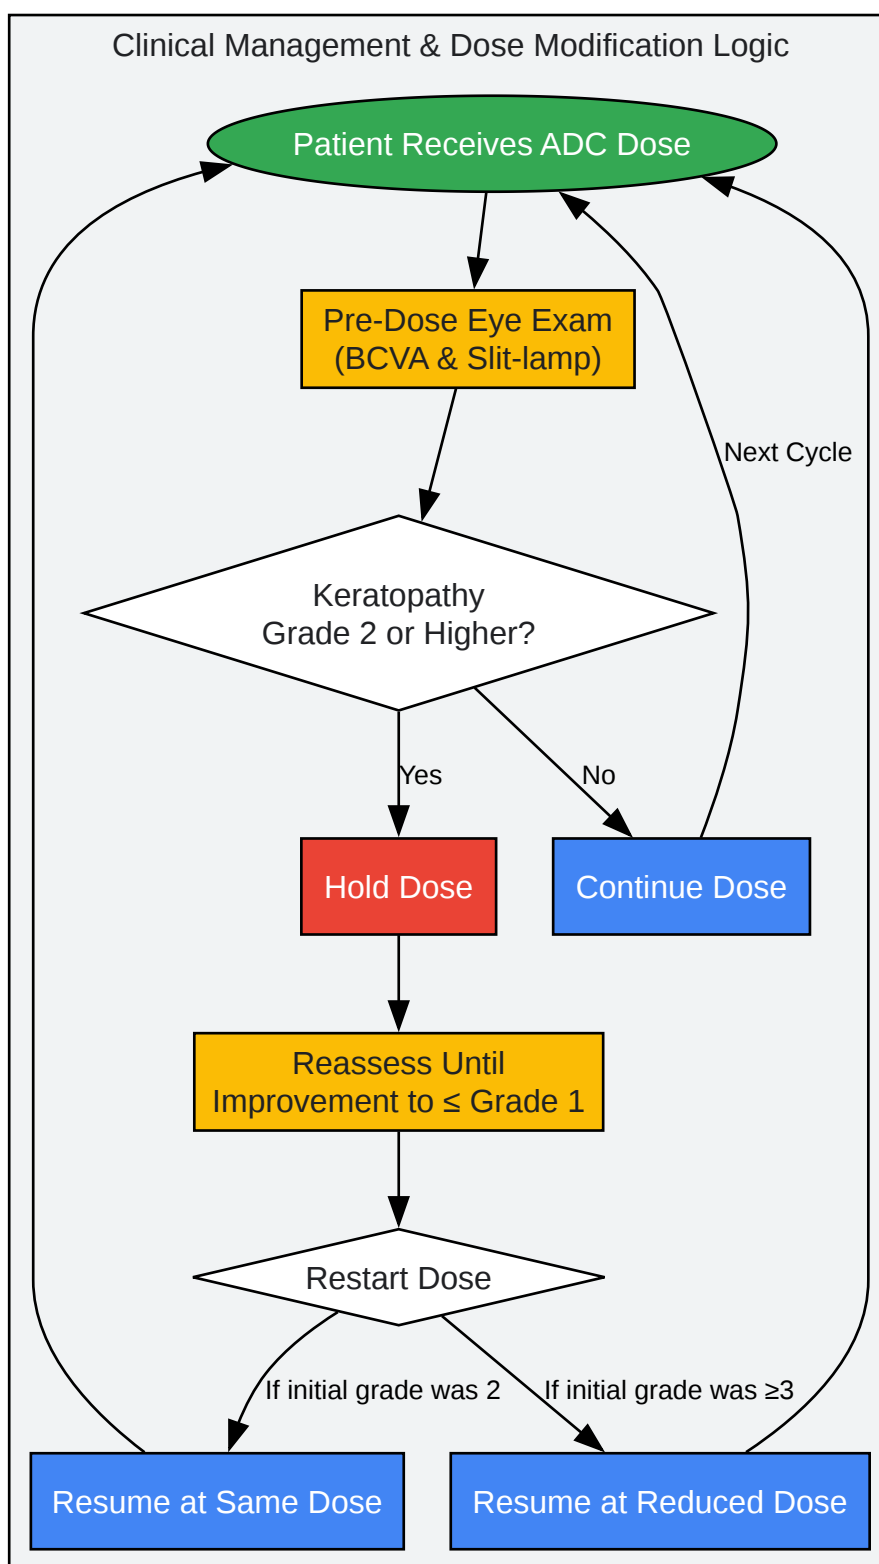 Clinical Management & Dose Modification Logic
Patient Receives ADC Dose
Pre-Dose Eye Exam
(BCVA & Slit-lamp)
Next Cycle
Keratopathy
Grade 2 or Higher?
Yes
No
Hold Dose
Continue Dose
Reassess Until
Improvement to ≤ Grade 1
Restart Dose
If initial grade was 2
If initial grade was ≥3
Resume at Same Dose
Resume at Reduced Dose